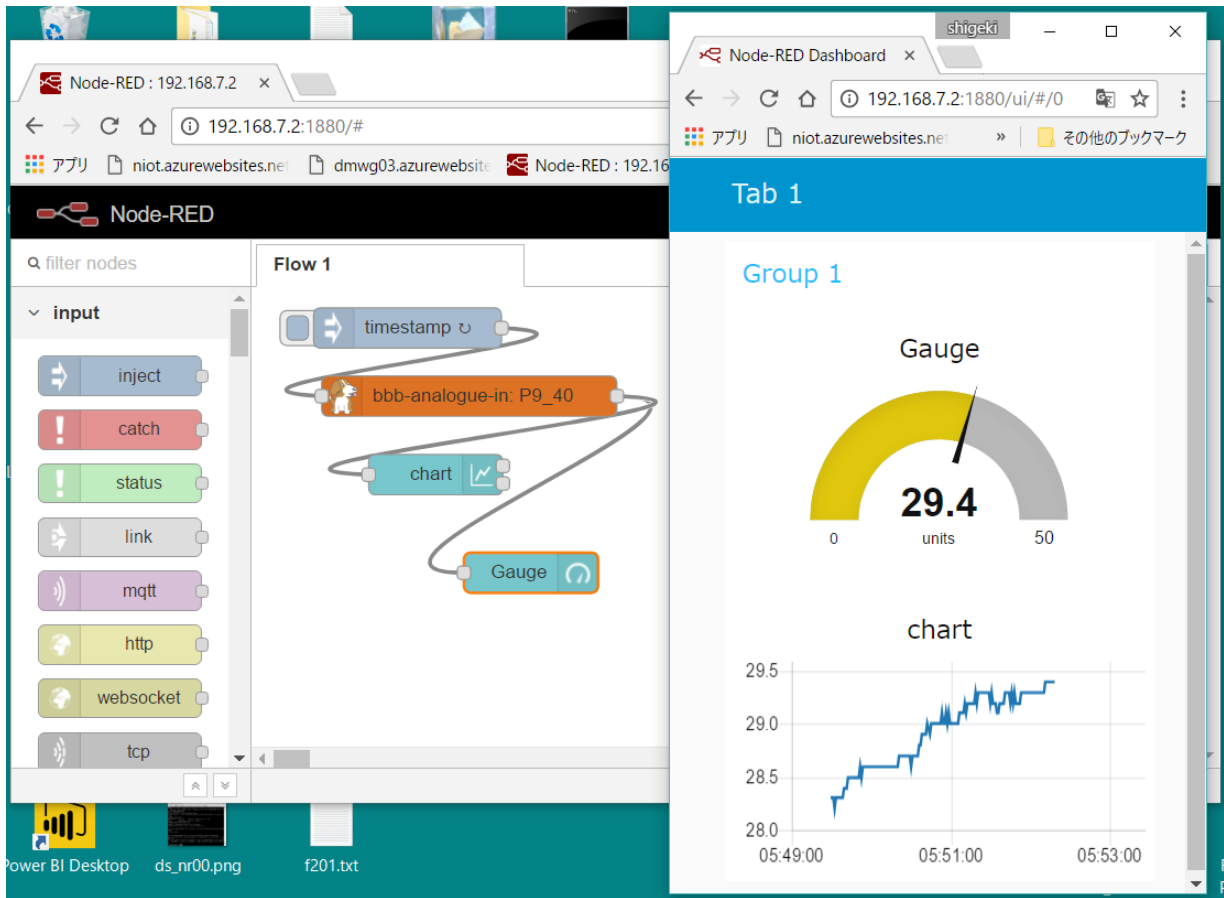 Node-RED : 192.168.7.2
192.168.7.2:1880/#
アプリ niot.azurewebsites.net dmwg03.azurewebsite Node-RED : 192.16
Node-RED
filter nodes
input
inject
catch
status
link
mqtt
http
websocket
tcp
Flow 1
timestamp ↻
bbb-analogue-in: P9_40
chart
Gauge
shigeki
Node-RED Dashboard
192.168.7.2:1880/ui/#/0
アプリ niot.azurewebsites.net » その他のブックマーク
Tab 1
Group 1
Gauge
29.4
0 units 50
chart
29.5
29.0
28.5
28.0
05:49:00 05:51:00 05:53:00
Power BI Desktop ds_nr00.png f201.txt